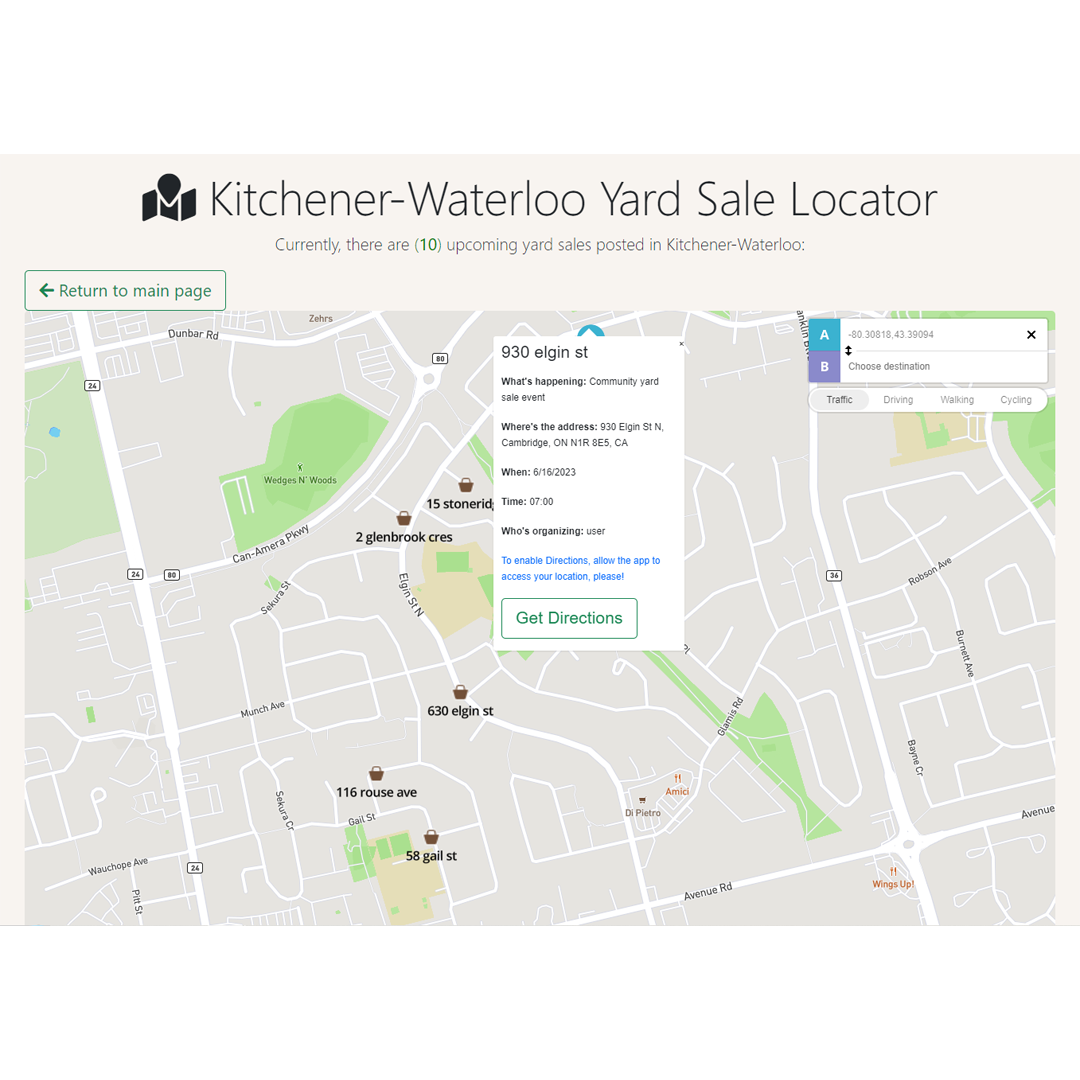 Kitchener-Waterloo Yard Sale Locator
Currently, there are (10) upcoming yard sales posted in Kitchener-Waterloo:
Return to main page
Zehrs
Dunbar Rd
80
24
A
-80.30818,43.39094
B
Choose destination
Traffic
Driving
Walking
Cycling
930 elgin st
What's happening: Community yard
sale event
Where's the address: 930 Elgin St N,
Cambridge, ON N1R 8E5, CA
When: 6/16/2023
Time: 07:00
Who's organizing: user
To enable Directions, allow the app to
access your location, please!
Get Directions
Wedges N' Woods
15 stonerid
2 glenbrook cres
Can-Amera Pkwy
24
80
36
Robson Ave
Sekura St
Elgin St N
Burnett Ave
Pl
Munch Ave
630 elgin st
Glamis Rd
Bayne Cr
116 rouse ave
Amici
Di Pietro
Sekura Cr
Gail St
Avenue
58 gail st
Wauchope Ave
24
Pitt St
Avenue Rd
Wings Up!